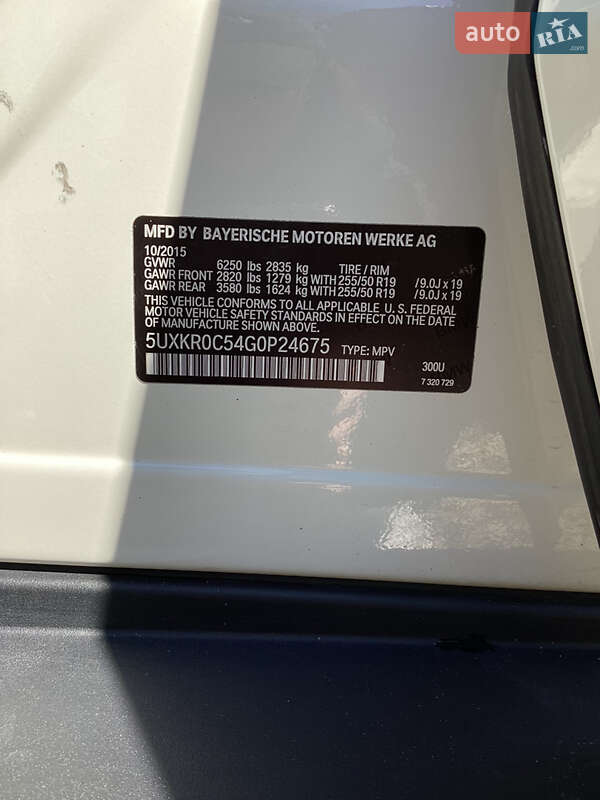 auto RIA .com
MFD BY BAYERISCHE MOTOREN WERKE AG
10/2015
GVWR 6250 lbs 2835 kg TIRE / RIM
GAWR FRONT 2820 lbs 1279 kg WITH 255/50 R19 / 9.0J x 19
GAWR REAR 3580 lbs 1624 kg WITH 255/50 R19 / 9.0J x 19
THIS VEHICLE CONFORMS TO ALL APPLICABLE U. S. FEDERAL
MOTOR VEHICLE SAFETY STANDARDS IN EFFECT ON THE DATE
OF MANUFACTURE SHOWN ABOVE.
5UXKR0C54G0P24675 TYPE: MPV
300U
7 320 729